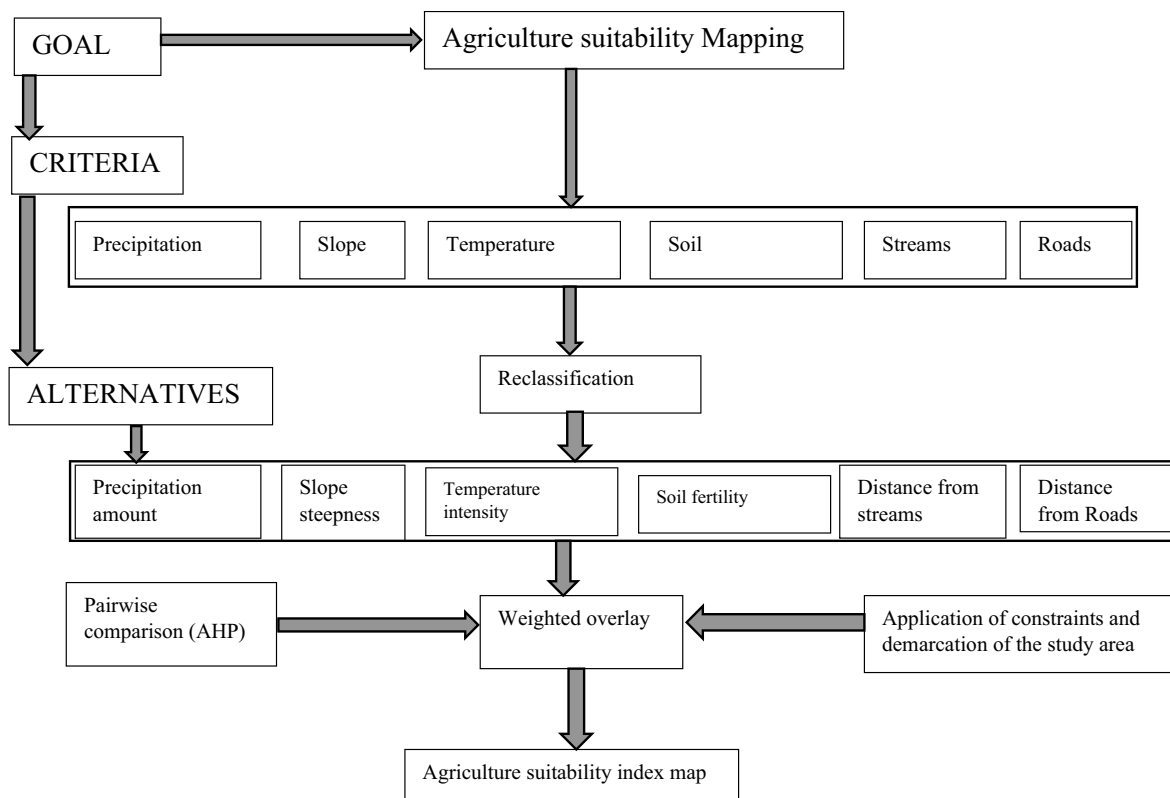 GOAL
Agriculture suitability Mapping
CRITERIA
Precipitation
Slope
Temperature
Soil
Streams
Roads
Reclassification
ALTERNATIVES
Precipitation
amount
Slope
steepness
Temperature
intensity
Soil fertility
Distance from
streams
Distance
from Roads
Pairwise
comparison (AHP)
Weighted overlay
Application of constraints and
demarcation of the study area
Agriculture suitability index map